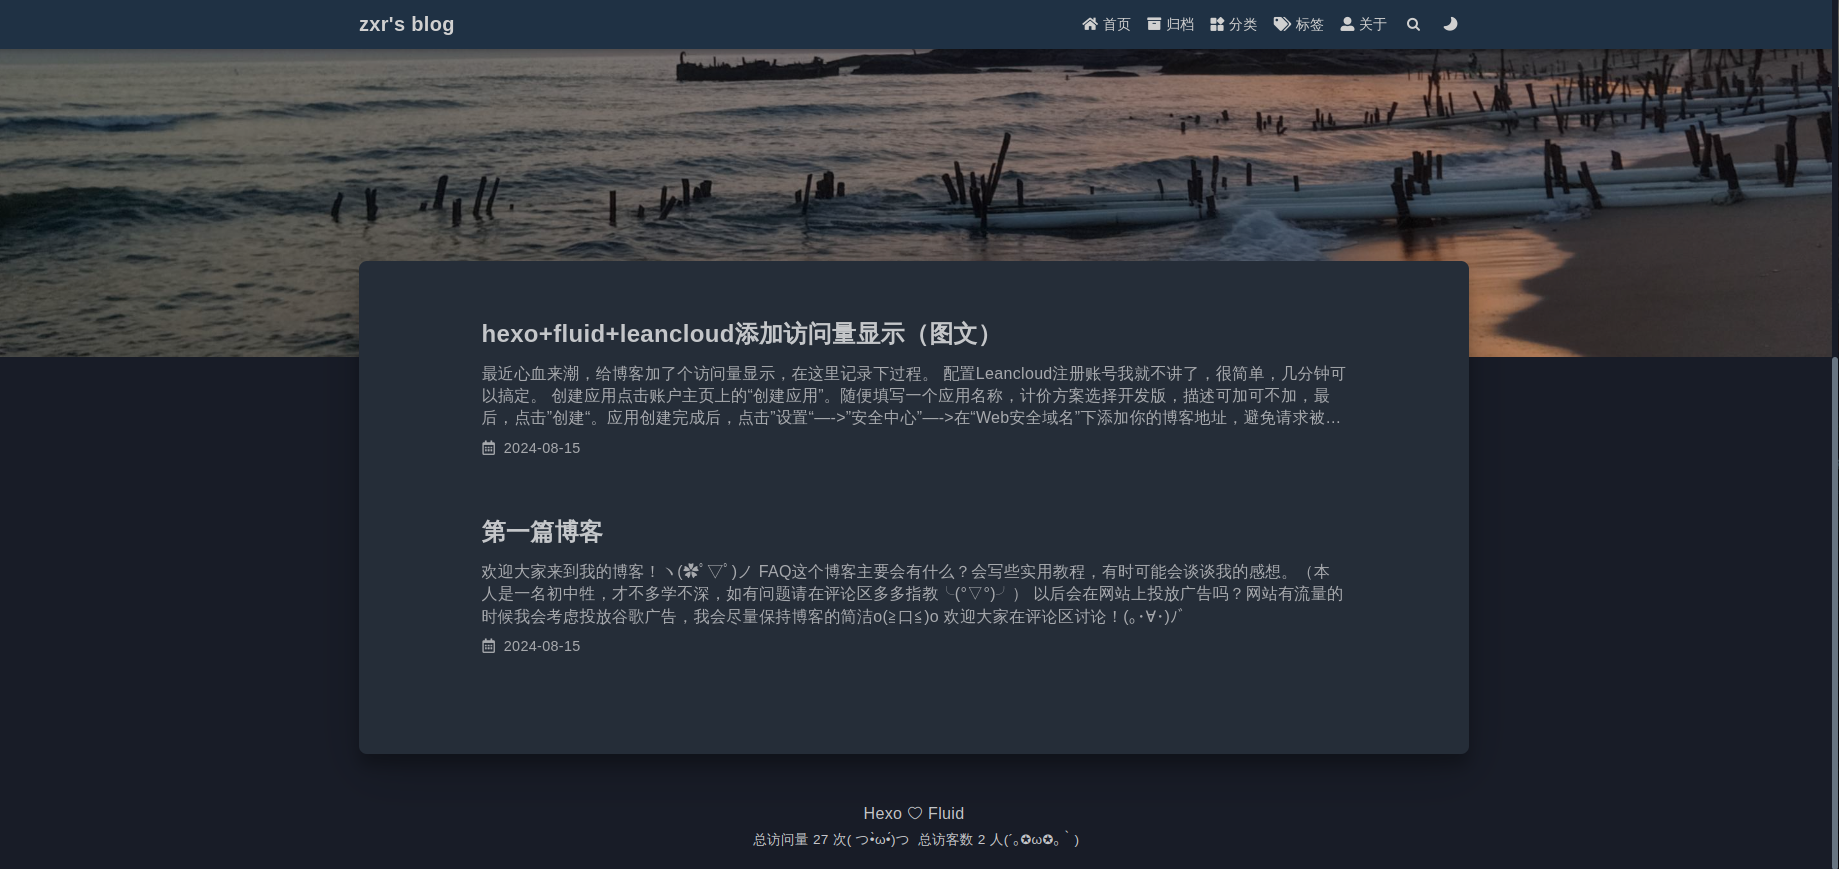 zxr's blog
首页 归档 分类 标签 关于
hexo+fluid+leancloud添加访问量显示（图文）
最近心血来潮，给博客加了个访问量显示，在这里记录下过程。 配置Leancloud注册账号我就不讲了，很简单，几分钟可
以搞定。 创建应用点击账户主页上的“创建应用”。随便填写一个应用名称，计价方案选择开发版，描述可加可不加，最
后，点击”创建“。应用创建完成后，点击”设置“—->”安全中心”—->在“Web安全域名”下添加你的博客地址，避免请求被…
2024-08-15
第一篇博客
欢迎大家来到我的博客！ヽ(✿ﾟ▽ﾟ)ノ FAQ这个博客主要会有什么？会写些实用教程，有时可能会谈谈我的感想。（本
人是一名初中牲，才不多学不深，如有问题请在评论区多多指教╰(°▽°)╯） 以后会在网站上投放广告吗？网站有流量的
时候我会考虑投放谷歌广告，我会尽量保持博客的简洁o(≧口≦)o 欢迎大家在评论区讨论！(｡･∀･)ﾉﾞ
2024-08-15
Hexo ♡ Fluid
总访问量 27 次( つ•̀ω•́)つ 总访客数 2 人(´｡✪ω✪｡｀)